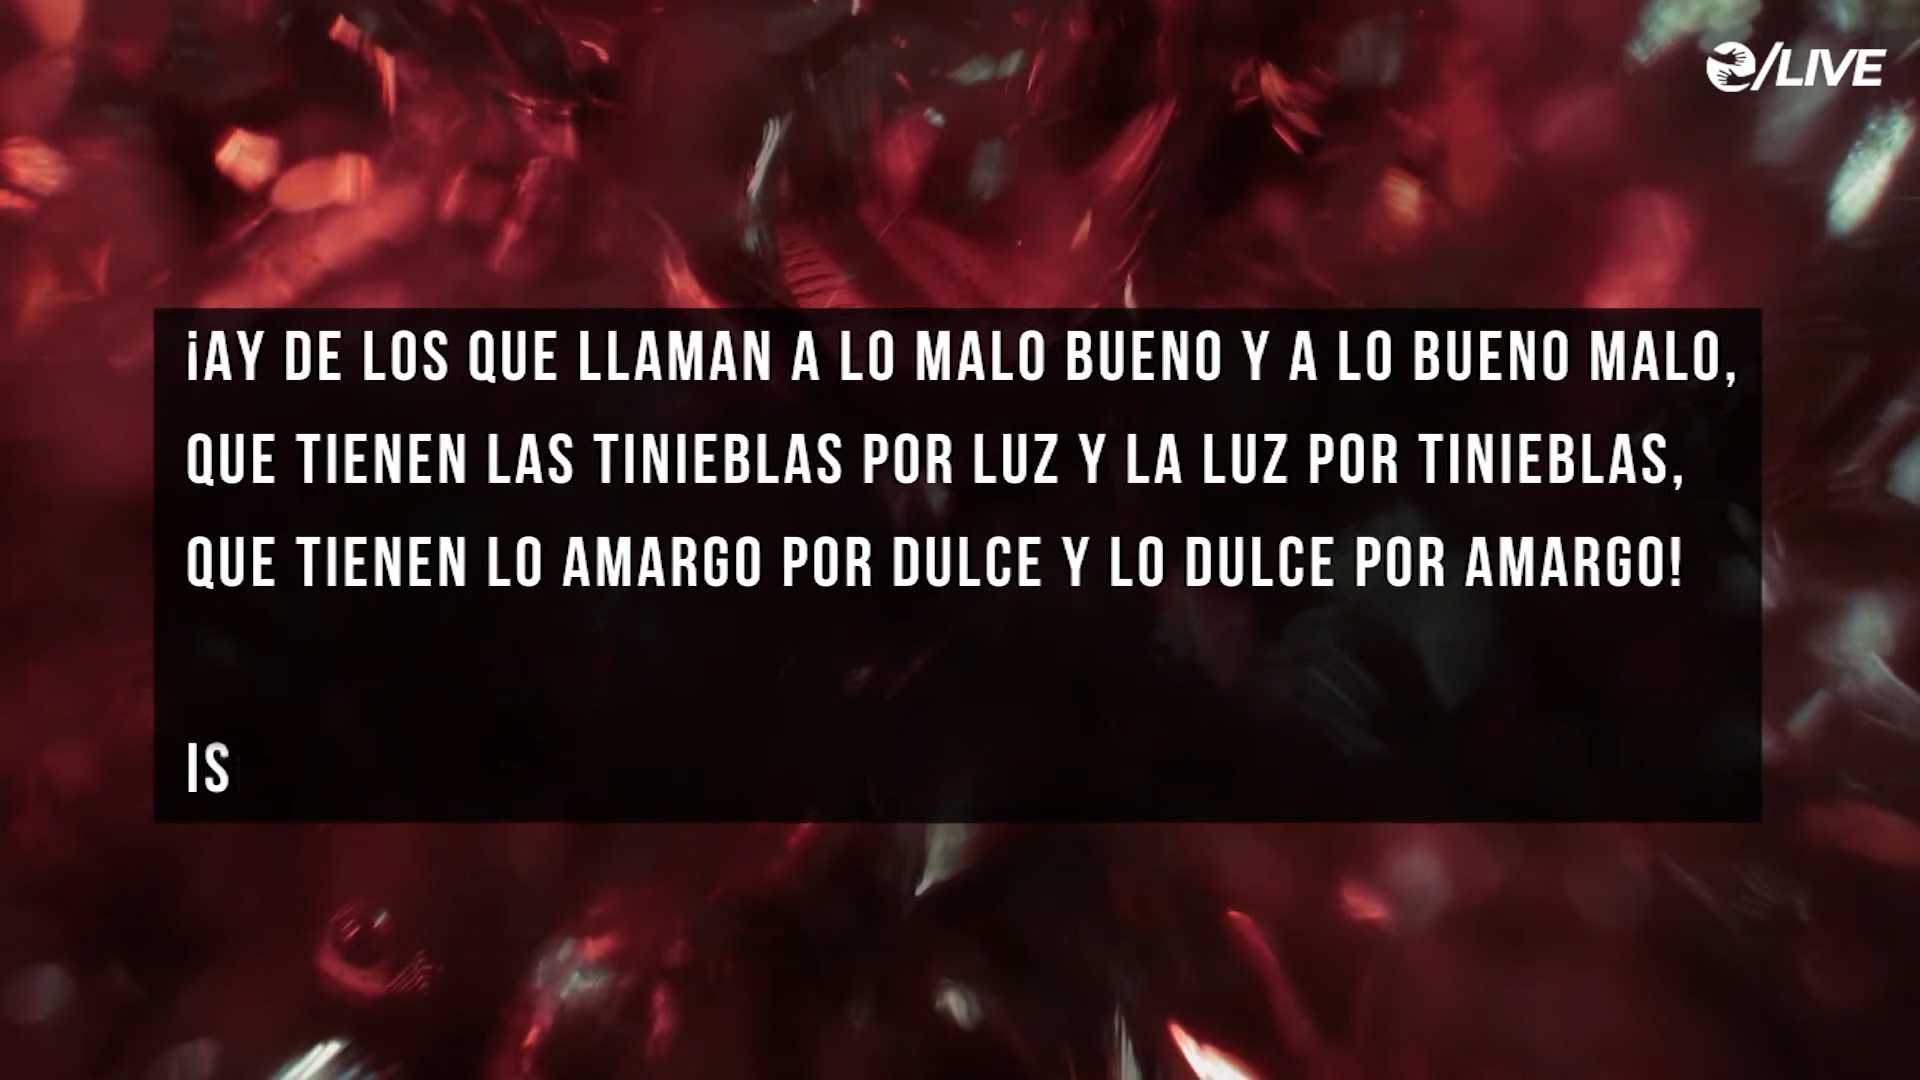 /LIVE
¡AY DE LOS QUE LLAMAN A LO MALO BUENO Y A LO BUENO MALO,
QUE TIENEN LAS TINIEBLAS POR LUZ Y LA LUZ POR TINIEBLAS,
QUE TIENEN LO AMARGO POR DULCE Y LO DULCE POR AMARGO!
IS